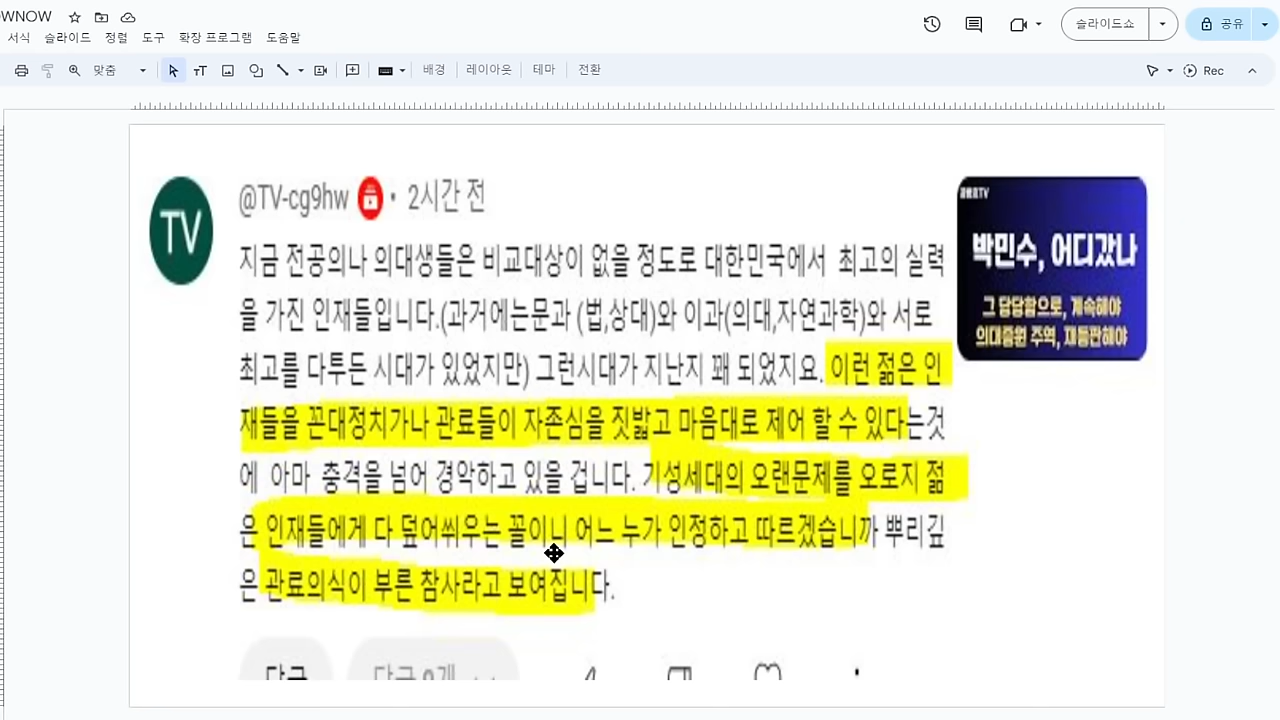 OWNOW
서식 슬라이드 정렬 도구 확장 프로그램 도움말
슬라이드쇼
공유
맞춤
배경
레이아웃
테마
전환
Rec
TV
@TV-cg9hw • 2시간 전
지금 전공의나 의대생들은 비교대상이 없을 정도로 대한민국에서 최고의 실력
을 가진 인재들입니다.(과거에는문과 (법,상대)와 이과(의대,자연과학)와 서로
최고를 다투든 시대가 있었지만) 그런시대가 지난지 꽤 되었지요. 이런 젊은 인
재들을 꼰대정치가나 관료들이 자존심을 짓밟고 마음대로 제어 할 수 있다는것
에 아마 충격을 넘어 경악하고 있을 겁니다. 기성세대의 오랜문제를 오로지 젊
은 인재들에게 다 덮어씌우는 꼴이니 어느 누가 인정하고 따르겠습니까 뿌리깊
은 관료의식이 부른 참사라고 보여집니다.
박민수, 어디갔나
그 당당함으로, 계속해야
의대증원 주역, 재등판해야